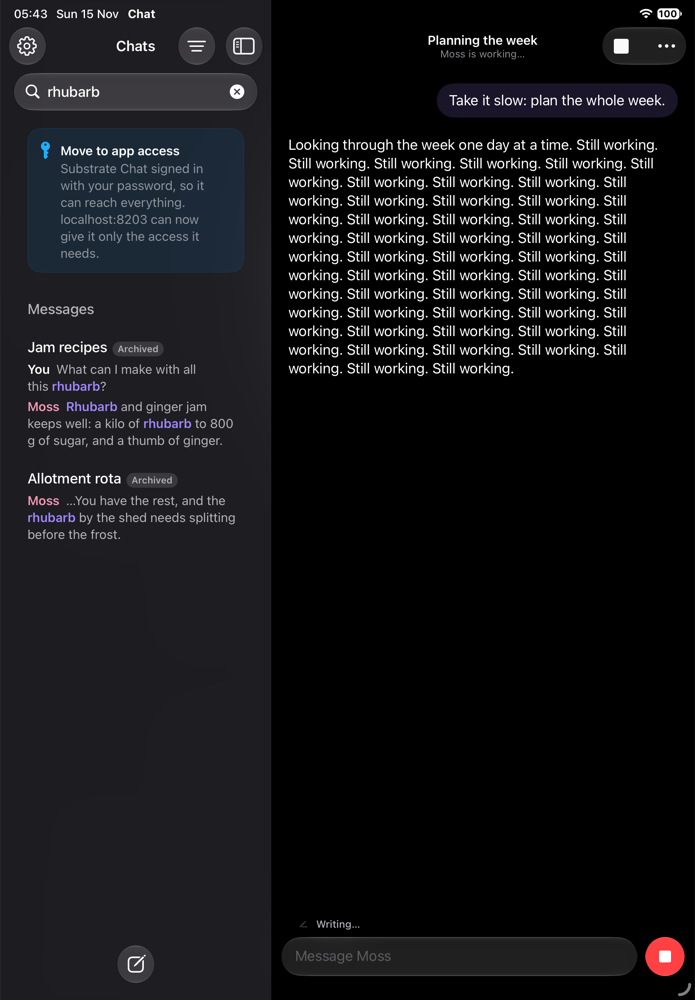 05:43 Sun 15 Nov Chat
100
Chats
rhubarb
Move to app access
Substrate Chat signed in
with your password, so it
can reach everything.
localhost:8203 can now
give it only the access it
needs.
Messages
Jam recipes Archived
You What can I make with all
this rhubarb?
Moss Rhubarb and ginger jam
keeps well: a kilo of rhubarb to 800
g of sugar, and a thumb of ginger.
Allotment rota Archived
Moss …You have the rest, and the
rhubarb by the shed needs splitting
before the frost.
Planning the week
Moss is working…
Take it slow: plan the whole week.
Looking through the week one day at a time. Still working.
Still working. Still working. Still working. Still working. Still
working. Still working. Still working. Still working. Still
working. Still working. Still working. Still working. Still
working. Still working. Still working. Still working. Still
working. Still working. Still working. Still working. Still
working. Still working. Still working. Still working. Still
working. Still working. Still working. Still working. Still
working. Still working. Still working. Still working. Still
working. Still working. Still working. Still working. Still
working. Still working. Still working. Still working. Still
working. Still working. Still working. Still working. Still
working. Still working. Still working.
Writing…
Message Moss